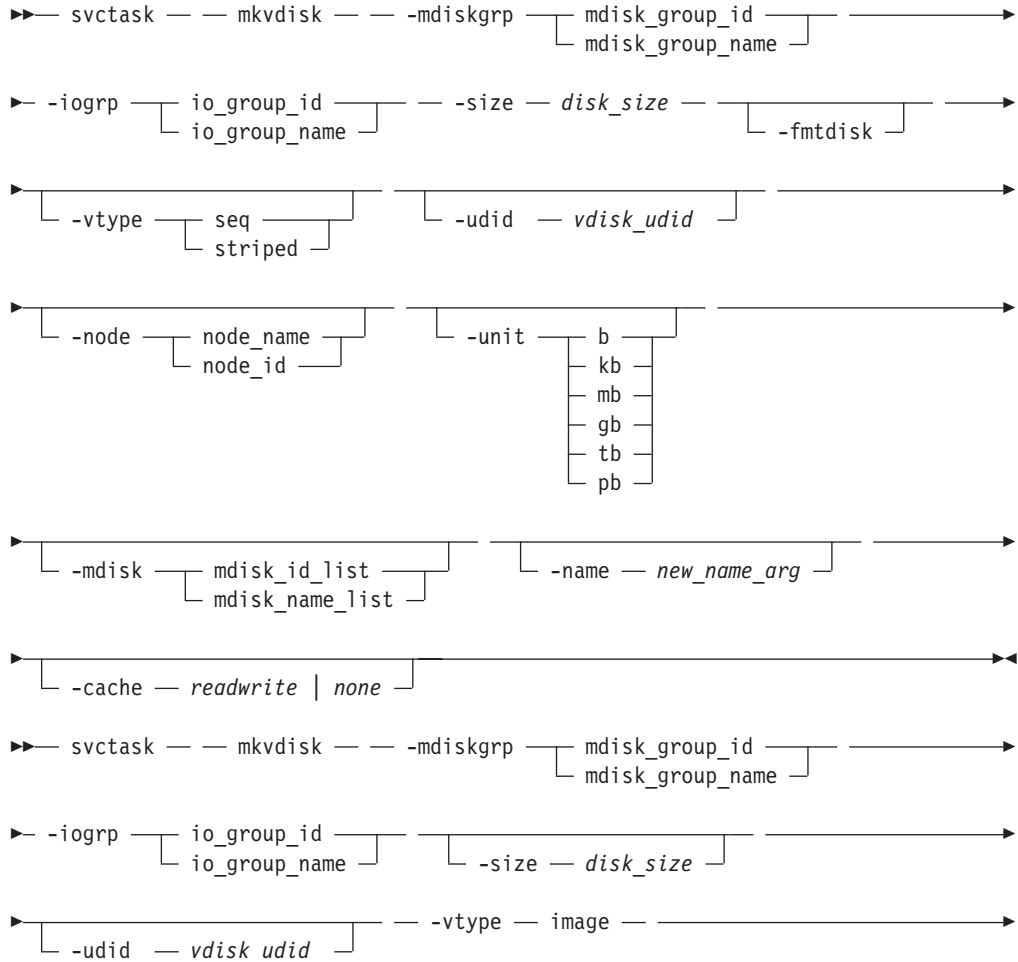 svctask mkvdisk -mdiskgrp mdisk_group_id
mdisk_group_name
-iogrp io_group_id -size disk_size
io_group_name -fmtdisk
-vtype seq -udid vdisk_udid
striped
-node node_name -unit b
node_id kb
mb
gb
tb
pb
-mdisk mdisk_id_list -name new_name_arg
mdisk_name_list
-cache readwrite | none
svctask mkvdisk -mdiskgrp mdisk_group_id
mdisk_group_name
-iogrp io_group_id
io_group_name -size disk_size
-vtype image
-udid vdisk_udid